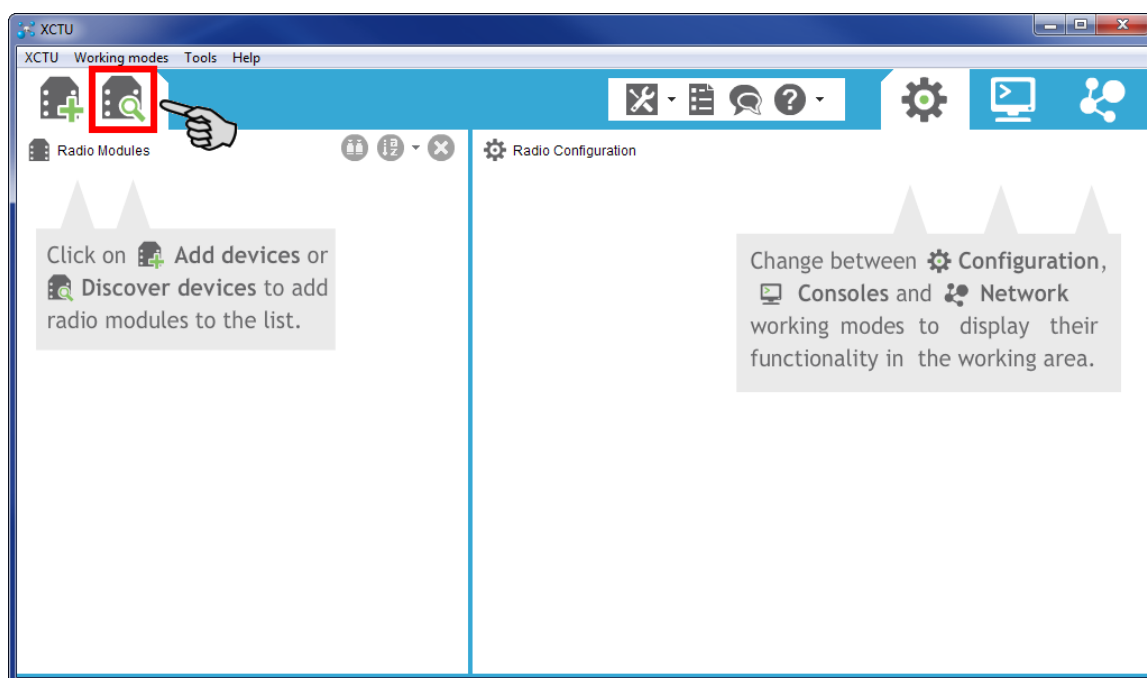 XCTU
XCTU Working modes Tools Help
Radio Modules
Radio Configuration
Click on Add devices or
Discover devices to add
radio modules to the list.
Change between Configuration,
Consoles and Network
working modes to display their
functionality in the working area.